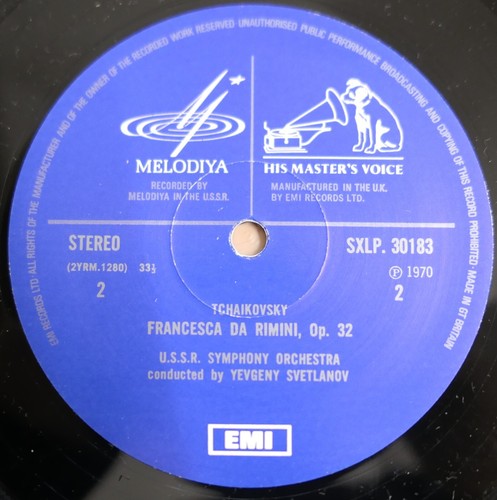 EMI RECORDS LTD ALL RIGHTS OF THE MANUFACTURER AND OF THE OWNER OF THE RECORDED WORK RESERVED UNAUTHORISED PUBLIC PERFORMANCE BROADCASTING AND COPYING OF THIS RECORD PROHIBITED·MADE IN GT BRITAIN
MELODIYA
HIS MASTER'S VOICE
RECORDED BY
MELODIYA IN THE U.S.S.R.
MANUFACTURED IN THE U.K.
BY EMI RECORDS LTD.
STEREO
SXLP. 30183
(2YRM.1280) 33⅓
Ⓟ 1970
2
2
TCHAIKOVSKY
FRANCESCA DA RIMINI, Op. 32
U.S.S.R. SYMPHONY ORCHESTRA
conducted by YEVGENY SVETLANOV
EMI